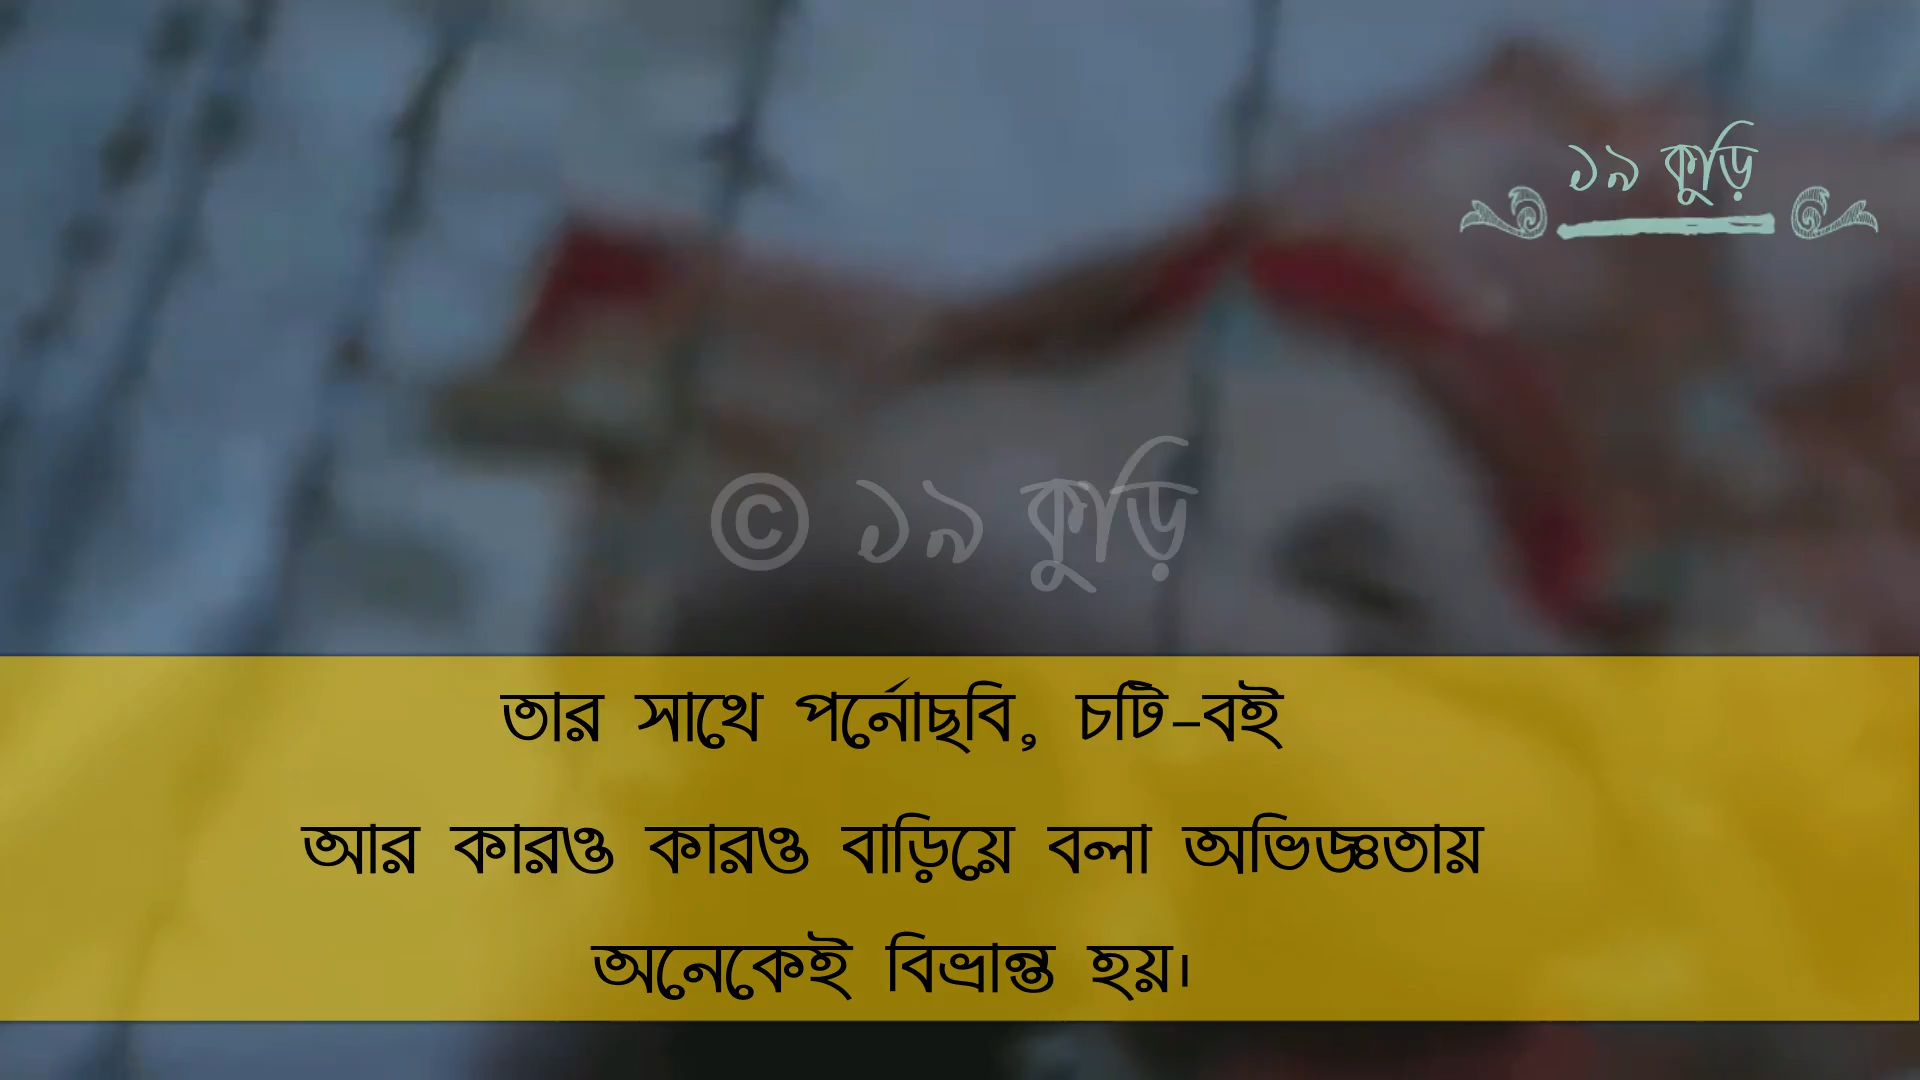 ১৯ কুড়ি
© ১৯ কুড়ি
তার সাথে পর্নোছবি, চটি-বই
আর কারও কারও বাড়িয়ে বলা অভিজ্ঞতায়
অনেকেই বিভ্রান্ত হয়।